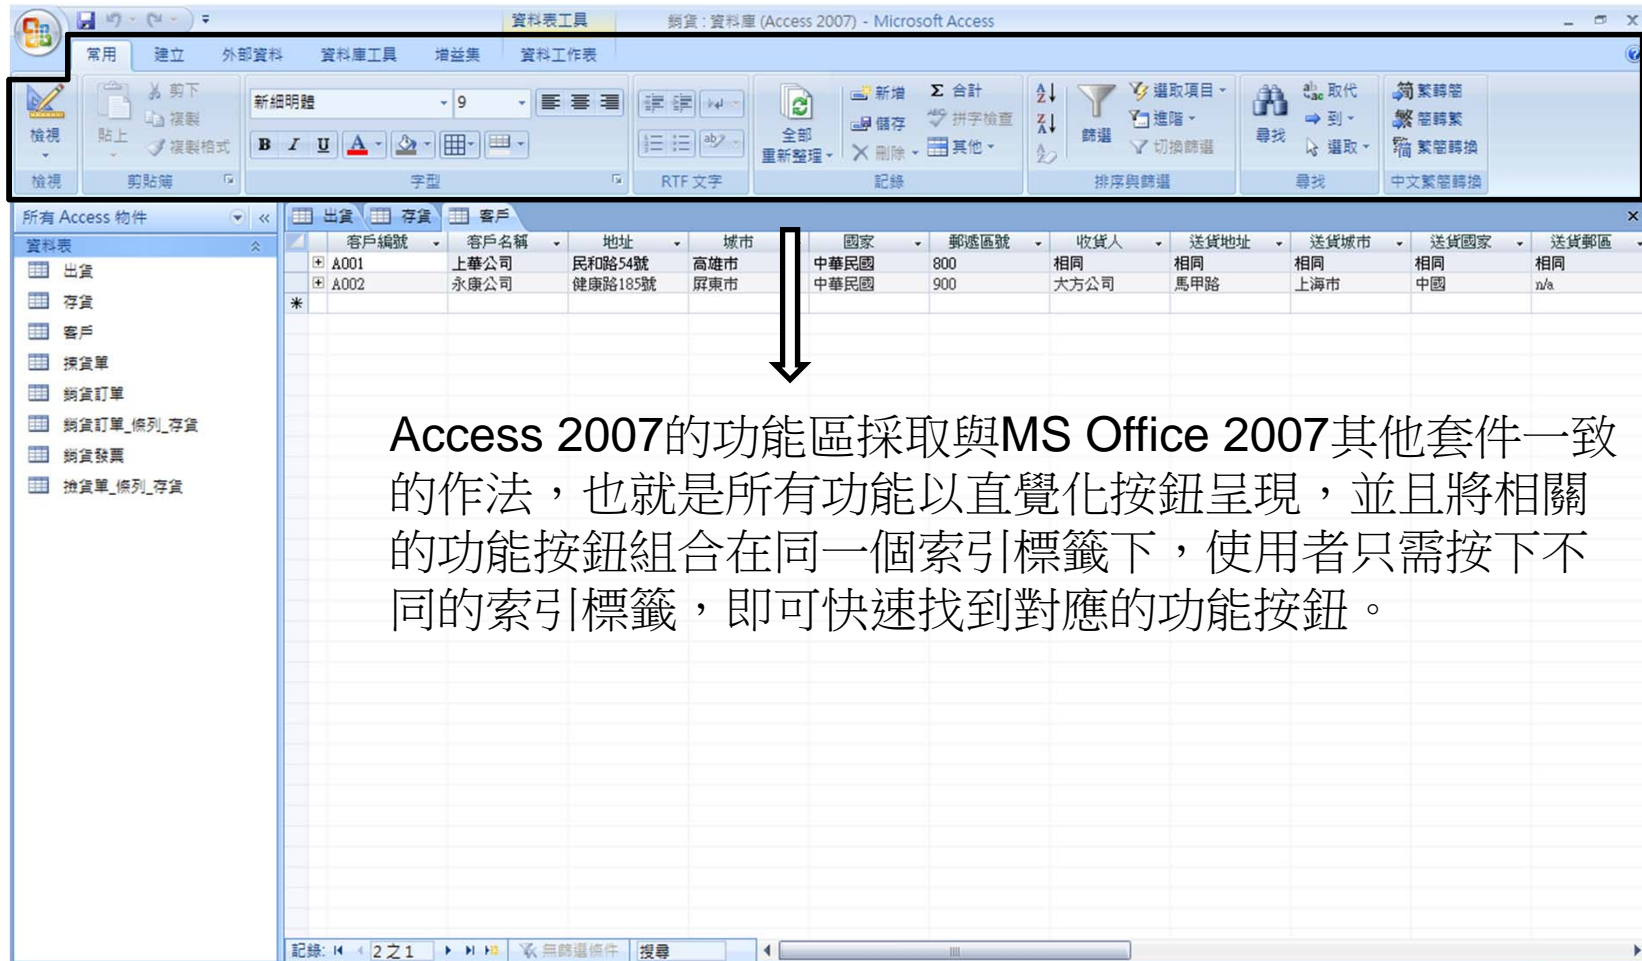 資料表工具 銷貨 : 資料庫 (Access 2007) - Microsoft Access
常用 建立 外部資料 資料庫工具 增益集 資料工作表
檢視 貼上 剪下 複製 複製格式
新細明體 9
B I U A
全部重新整理 新增 儲存 刪除 Σ 合計 拼字檢查 其他
篩選 選取項目 進階 切換篩選
尋找 取代 到 選取
繁轉簡 簡轉繁 繁簡轉換
檢視 剪貼簿 字型 RTF 文字 記錄 排序與篩選 尋找 中文繁簡轉換
所有 Access 物件
資料表
出貨
存貨
客戶
揀貨單
銷貨訂單
銷貨訂單_條列_存貨
銷貨發票
撿貨單_條列_存貨
出貨 存貨 客戶
客戶編號 客戶名稱 地址 城市 國家 郵遞區號 收貨人 送貨地址 送貨城市 送貨國家 送貨郵區
A001 上華公司 民和路54號 高雄市 中華民國 800 相同 相同 相同 相同 相同
A002 永康公司 健康路185號 屏東市 中華民國 900 大方公司 馬甲路 上海市 中國 n/a
Access 2007的功能區採取與MS Office 2007其他套件一致
的作法，也就是所有功能以直覺化按鈕呈現，並且將相關
的功能按鈕組合在同一個索引標籤下，使用者只需按下不
同的索引標籤，即可快速找到對應的功能按鈕。
記錄: 2 之 1 無篩選條件 搜尋